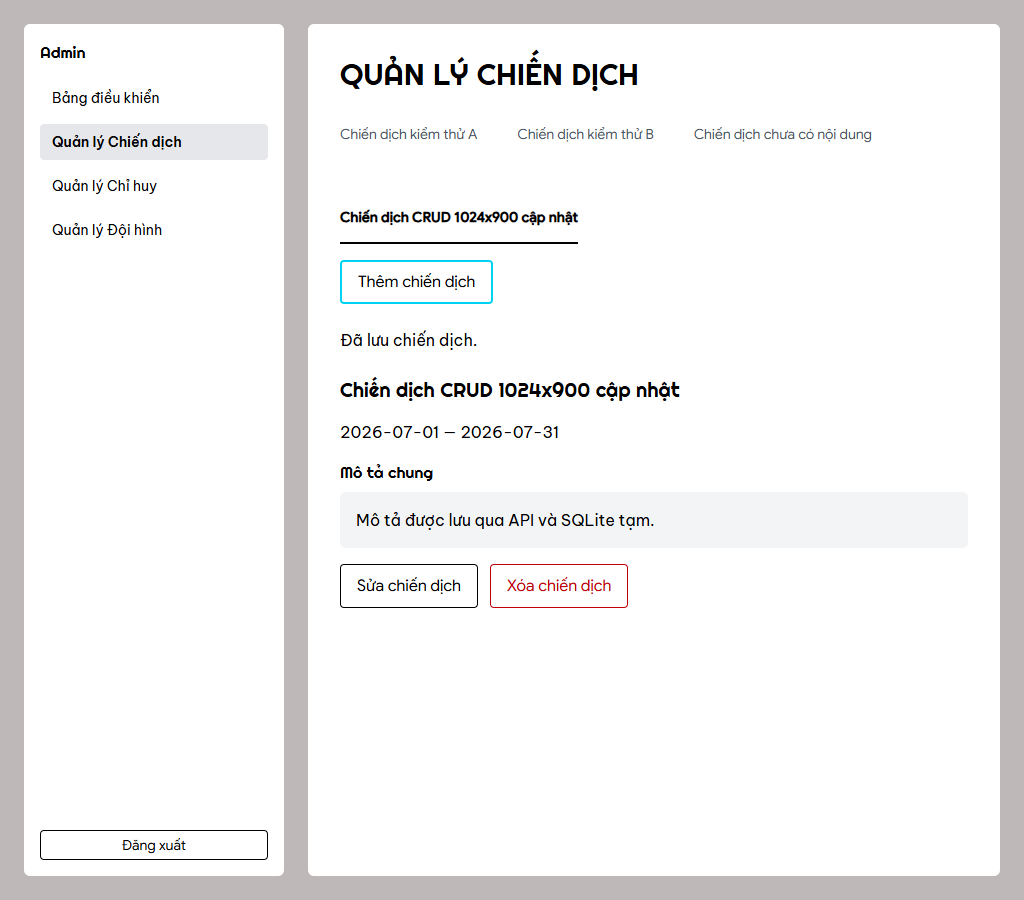 Admin
Bảng điều khiển
Quản lý Chiến dịch
Quản lý Chỉ huy
Quản lý Đội hình
Đăng xuất
QUẢN LÝ CHIẾN DỊCH
Chiến dịch kiểm thử A
Chiến dịch kiểm thử B
Chiến dịch chưa có nội dung
Chiến dịch CRUD 1024x900 cập nhật
Thêm chiến dịch
Đã lưu chiến dịch.
Chiến dịch CRUD 1024x900 cập nhật
2026-07-01 — 2026-07-31
Mô tả chung
Mô tả được lưu qua API và SQLite tạm.
Sửa chiến dịch
Xóa chiến dịch